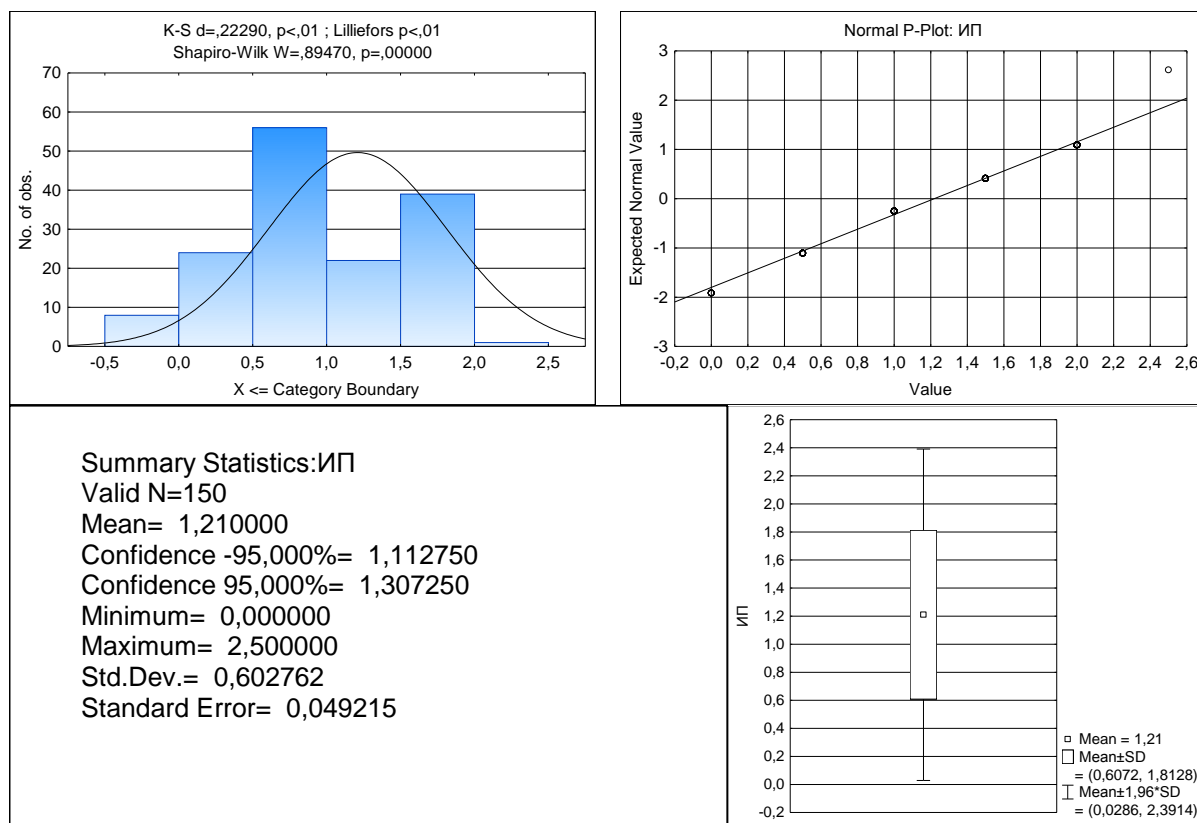 K-S d=,22290, p<,01 ; Lilliefors p<,01
Shapiro-Wilk W=,89470, p=,00000
70
60
50
40
30
20
10
0
No. of obs.
-0,5 0,0 0,5 1,0 1,5 2,0 2,5
X <= Category Boundary
Normal P-Plot: ИП
3
2
1
0
-1
-2
-3
Expected Normal Value
-0,2 0,0 0,2 0,4 0,6 0,8 1,0 1,2 1,4 1,6 1,8 2,0 2,2 2,4 2,6
Value
Summary Statistics:ИП
Valid N=150
Mean= 1,210000
Confidence -95,000%= 1,112750
Confidence 95,000%= 1,307250
Minimum= 0,000000
Maximum= 2,500000
Std.Dev.= 0,602762
Standard Error= 0,049215
2,6
2,4
2,2
2,0
1,8
1,6
1,4
1,2
1,0
0,8
0,6
0,4
0,2
0,0
-0,2
ИП
Mean = 1,21
Mean±SD
= (0,6072, 1,8128)
Mean±1,96*SD
= (0,0286, 2,3914)